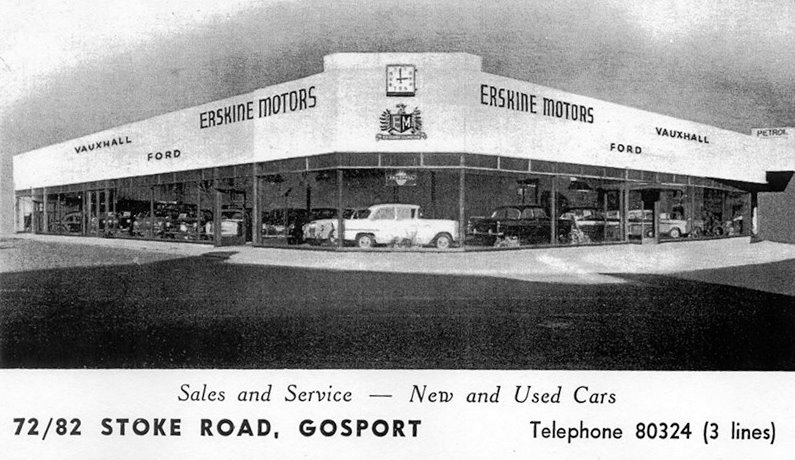 ERSKINE MOTORS
ERSKINE MOTORS
VAUXHALL
FORD
FORD
VAUXHALL
PETROL
EM
Sales and Service — New and Used Cars
72/82 STOKE ROAD, GOSPORT
Telephone 80324 (3 lines)